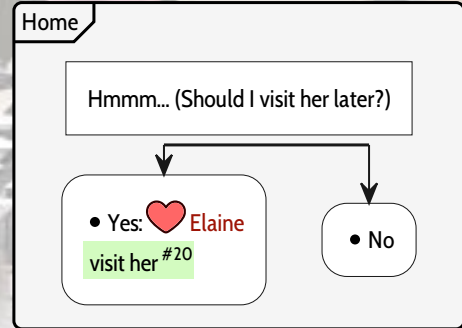 Home
Hmmm... (Should I visit her later?)
• Yes: Elaine
visit her #20
• No